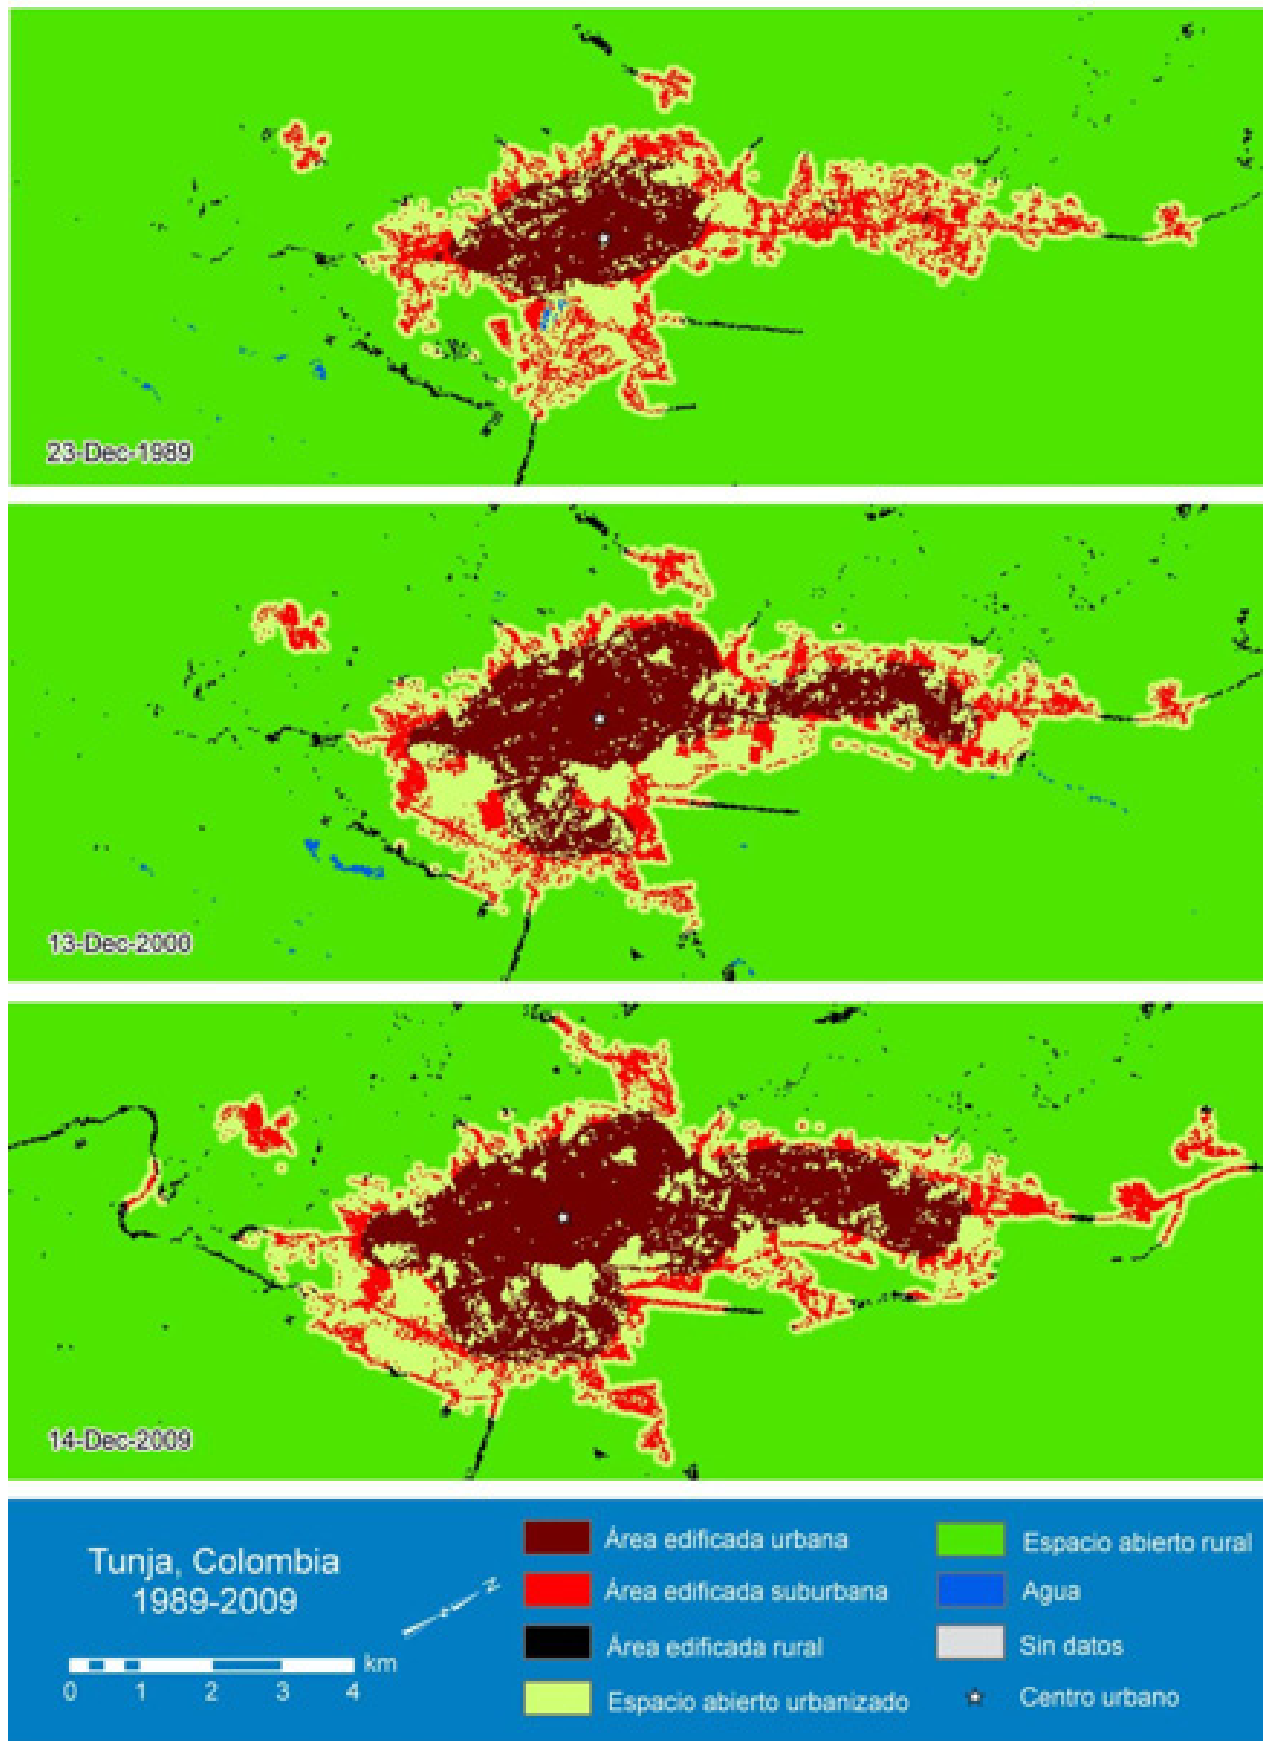 23-Dec-1989
13-Dec-2000
14-Dec-2009
Tunja, Colombia
1989-2009
N
km
0 1 2 3 4
Área edificada urbana
Área edificada suburbana
Área edificada rural
Espacio abierto urbanizado
Espacio abierto rural
Agua
Sin datos
Centro urbano